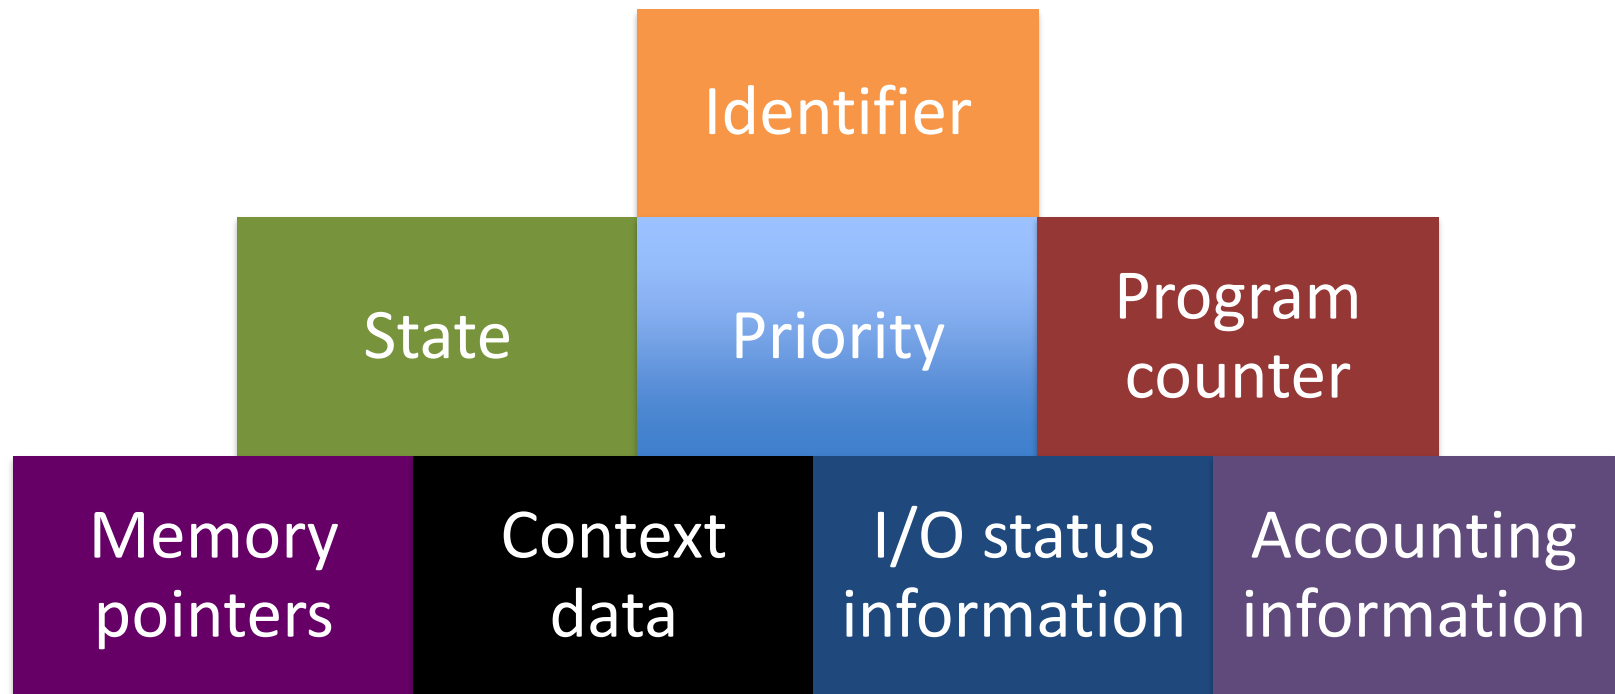 Identifier
State
Priority
Program
counter
Memory
pointers
Context
data
I/O status
information
Accounting
information